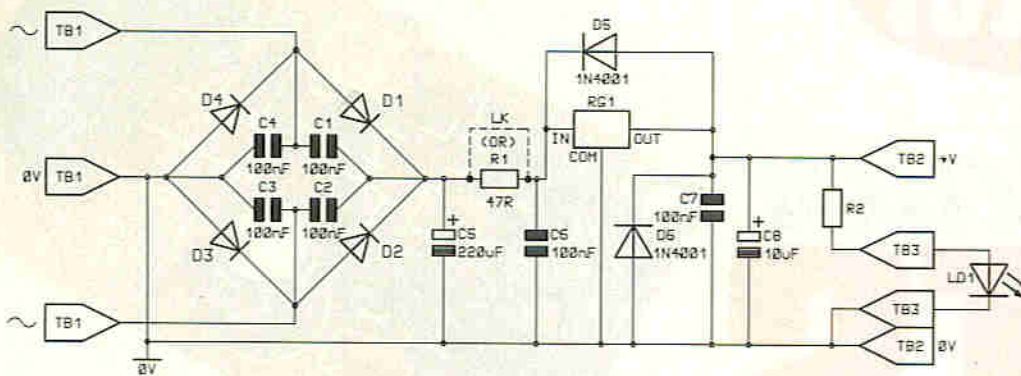 ~ TB1
D5
1N4001
D4
D1
C4
C1
100nF
100nF
LK
(OR)
R1
47R
RG1
IN
OUT
COM
0V TB1
TB2 +V
C3
C2
100nF
100nF
D3
D2
+
C5
220uF
C6
100nF
D6
1N4001
C7
100nF
+
C8
10uF
R2
TB3
LD1
~ TB1
TB3
TB2 0V
0V